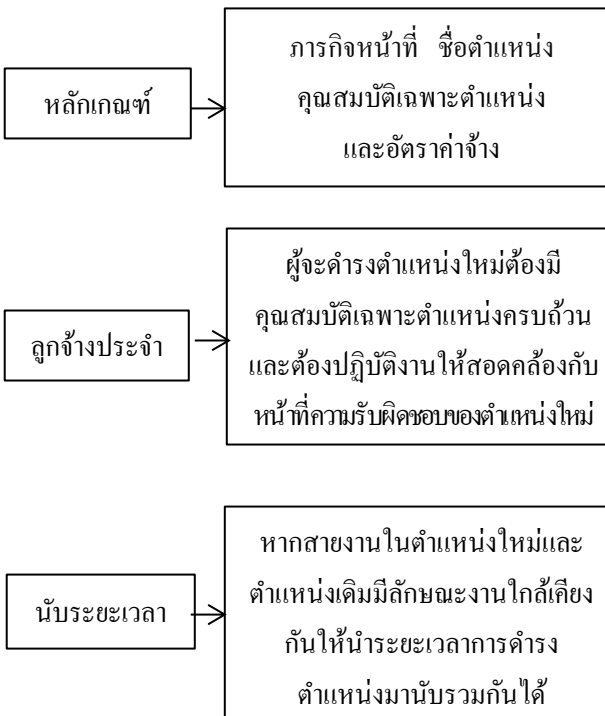 หลักเกณฑ์
ภารกิจหน้าที่ ชื่อตำแหน่ง
คุณสมบัติเฉพาะตำแหน่ง
และอัตราค่าจ้าง
ลูกจ้างประจำ
ผู้จะดำรงตำแหน่งใหม่ต้องมี
คุณสมบัติเฉพาะตำแหน่งครบถ้วน
และต้องปฏิบัติงานให้สอดคล้องกับ
หน้าที่ความรับผิดชอบของตำแหน่งใหม่
นับระยะเวลา
หากสายงานในตำแหน่งใหม่และ
ตำแหน่งเดิมมีลักษณะงานใกล้เคียง
กันให้นำระยะเวลาการดำรง
ตำแหน่งมานับรวมกันได้